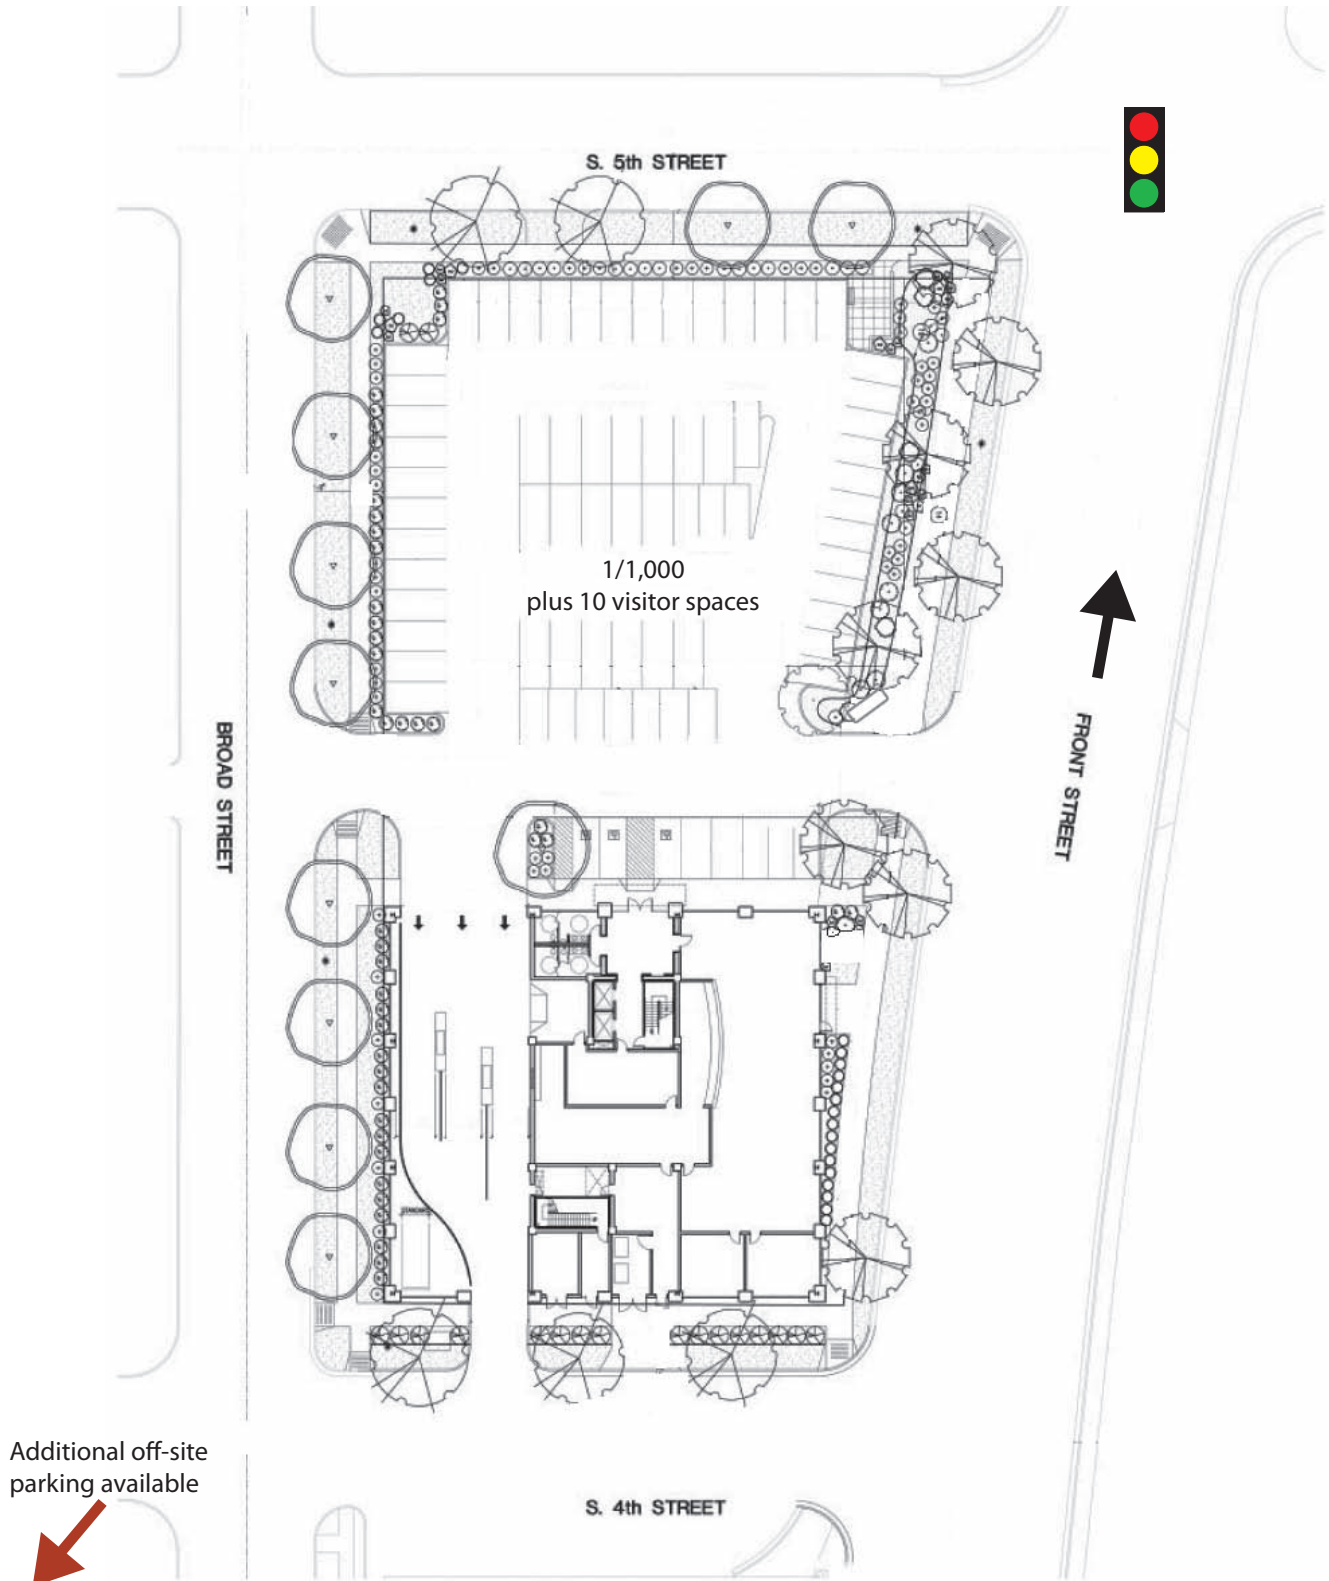 S. 5th STREET
1/1,000
plus 10 visitor spaces
BROAD STREET
FRONT STREET
Additional off-site
parking available
S. 4th STREET